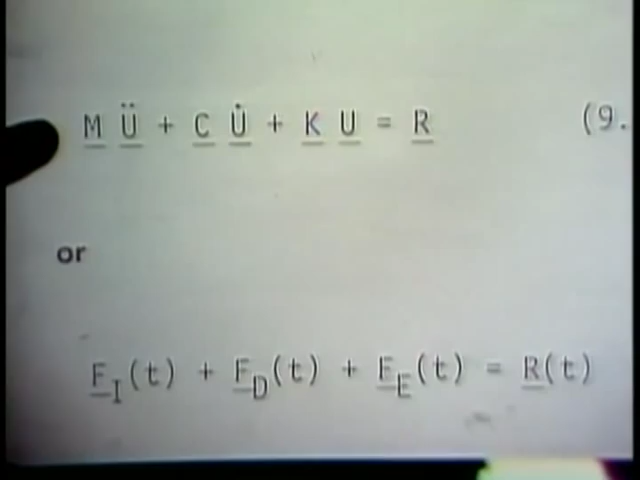 M Ü + C U̇ + K U = R (9.
or
F_I(t) + F_D(t) + F_E(t) = R(t)